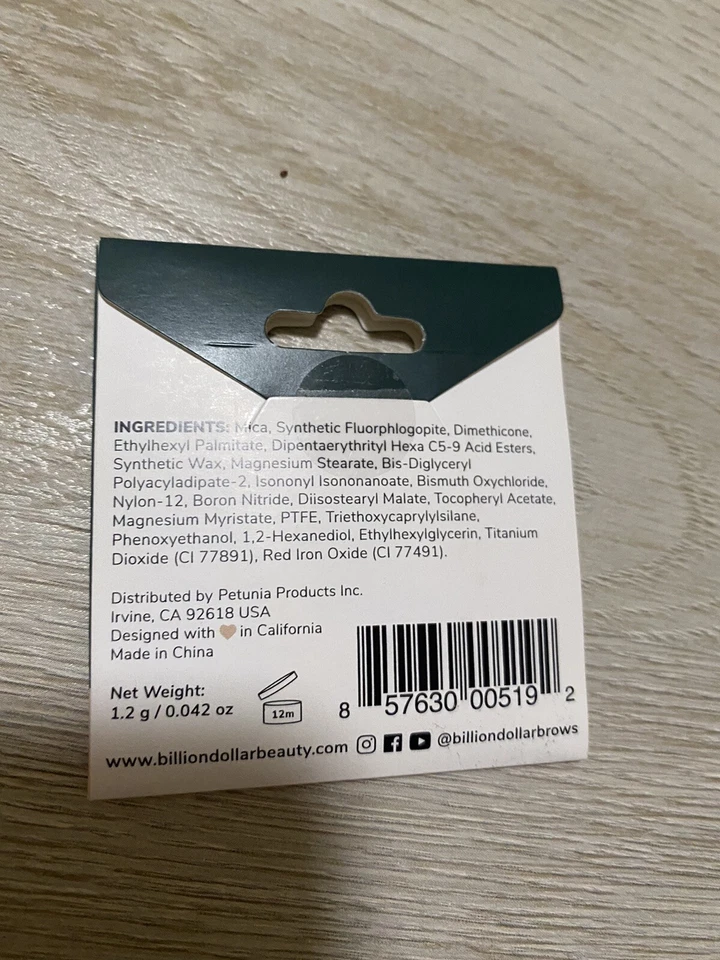 INGREDIENTS: Mica, Synthetic Fluorphlogopite, Dimethicone,
Ethylhexyl Palmitate, Dipentaerythrityl Hexa C5-9 Acid Esters,
Synthetic Wax, Magnesium Stearate, Bis-Diglyceryl
Polyacyladipate-2, Isononyl Isononanoate, Bismuth Oxychloride,
Nylon-12, Boron Nitride, Diisostearyl Malate, Tocopheryl Acetate,
Magnesium Myristate, PTFE, Triethoxycaprylylsilane,
Phenoxyethanol, 1,2-Hexanediol, Ethylhexylglycerin, Titanium
Dioxide (CI 77891), Red Iron Oxide (CI 77491).
Distributed by Petunia Products Inc.
Irvine, CA 92618 USA
Designed with in California
Made in China
Net Weight:
1.2 g / 0.042 oz
12m
8 57630 00519 2
www.billiondollarbeauty.com @billiondollarbrows